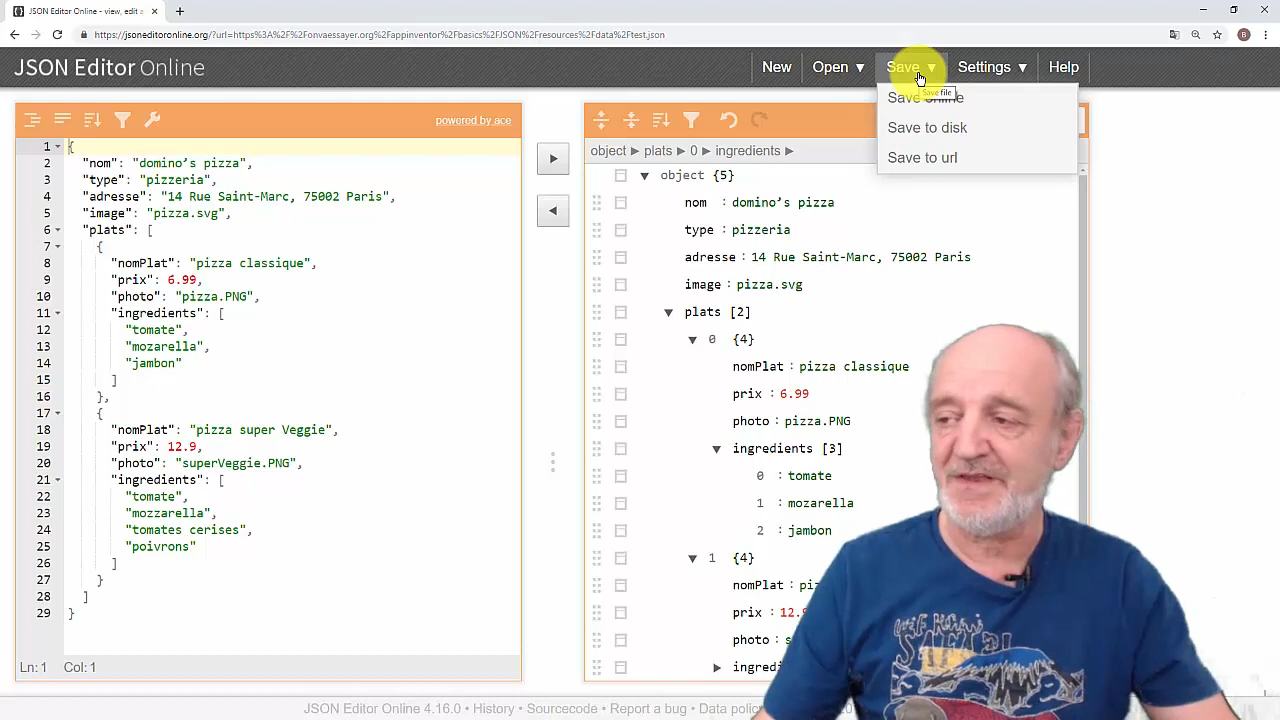 JSON Editor Online - view, edit a
https://jsoneditoronline.org/?url=https%3A%2F%2Fonvaessayer.org%2Fappinventor%2Fbasics%2FJSON%2Fresources%2Fdata%2Ftest.json
B
JSON Editor Online
New
Open
Save
Settings
Help
Save file
Save online
Save to disk
Save to url
powered by ace
1 {
2 "nom": "domino’s pizza",
3 "type": "pizzeria",
4 "adresse": "14 Rue Saint-Marc, 75002 Paris",
5 "image": "pizza.svg",
6 "plats": [
7 {
8 "nomPlat": "pizza classique",
9 "prix": 6.99,
10 "photo": "pizza.PNG",
11 "ingredients": [
12 "tomate",
13 "mozarella",
14 "jambon"
15 ]
16 },
17 {
18 "nomPlat": "pizza super Veggie",
19 "prix": 12.9,
20 "photo": "superVeggie.PNG",
21 "ingredients": [
22 "tomate",
23 "mozzarella",
24 "tomates cerises",
25 "poivrons"
26 ]
27 }
28 ]
29 }
Ln: 1 Col: 1
object ▶ plats ▶ 0 ▶ ingredients ▶
object {5}
nom : domino’s pizza
type : pizzeria
adresse : 14 Rue Saint-Marc, 75002 Paris
image : pizza.svg
plats [2]
0 {4}
nomPlat : pizza classique
prix : 6.99
photo : pizza.PNG
ingredients [3]
0 tomate
1 mozarella
2 jambon
1 {4}
nomPlat :
prix :
photo :
JSON Editor Online 4.16.0 • History • Sourcecode • Report a bug • Data